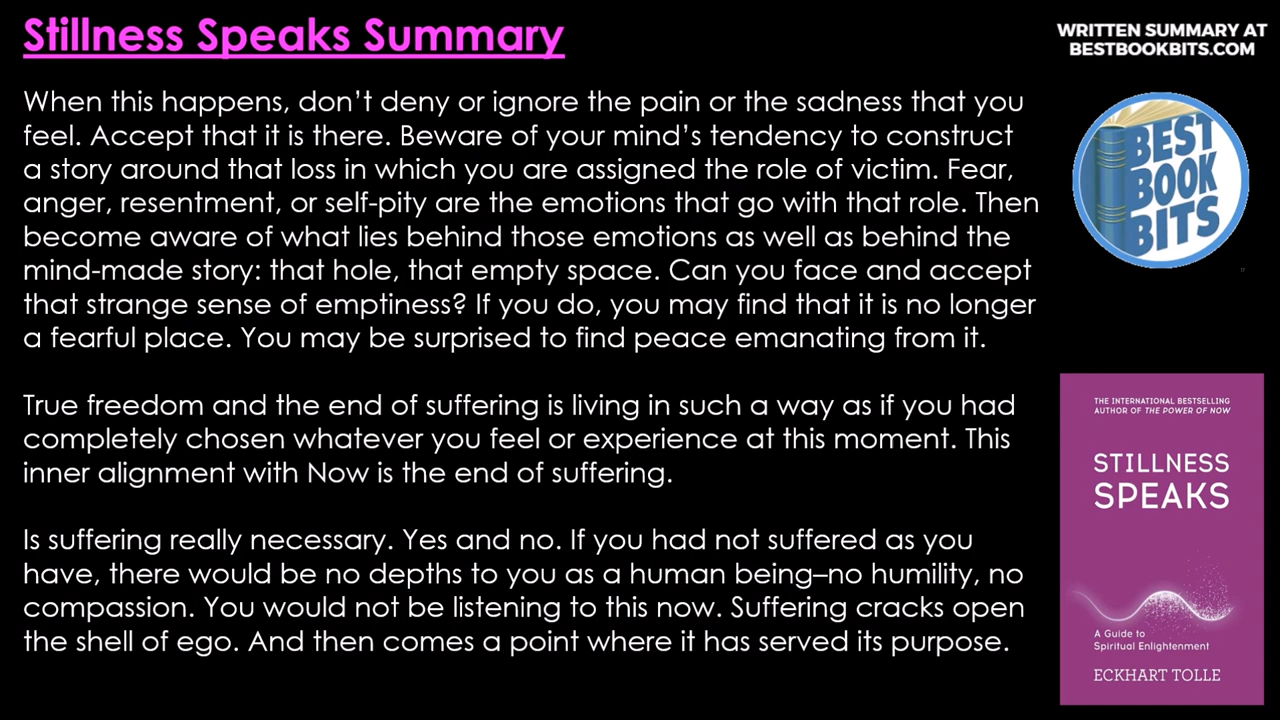 Stillness Speaks Summary
When this happens, don't deny or ignore the pain or the sadness that you
feel. Accept that it is there. Beware of your mind's tendency to construct
a story around that loss in which you are assigned the role of victim. Fear,
anger, resentment, or self-pity are the emotions that go with that role. Then
become aware of what lies behind those emotions as well as behind the
mind-made story: that hole, that empty space. Can you face and accept
that strange sense of emptiness? If you do, you may find that it is no longer
a fearful place. You may be surprised to find peace emanating from it.
True freedom and the end of suffering is living in such a way as if you had
completely chosen whatever you feel or experience at this moment. This
inner alignment with Now is the end of suffering.
Is suffering really necessary. Yes and no. If you had not suffered as you
have, there would be no depths to you as a human being–no humility, no
compassion. You would not be listening to this now. Suffering cracks open
the shell of ego. And then comes a point where it has served its purpose.
WRITTEN SUMMARY AT
BESTBOOKBITS.COM
BEST
BOOK
BITS
THE INTERNATIONAL BESTSELLING
AUTHOR OF THE POWER OF NOW
STILLNESS
SPEAKS
A Guide to
Spiritual Enlightenment
ECKHART TOLLE